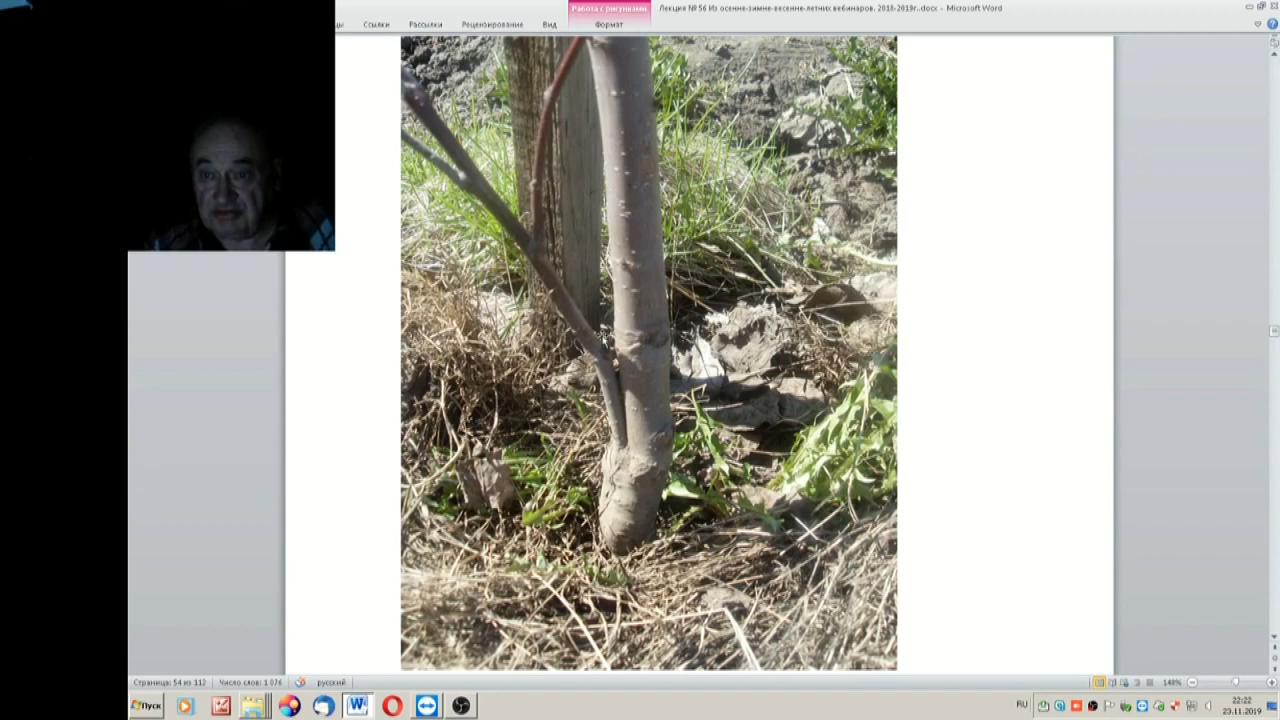 Работа с рисунками
Лекция № 56 Из осенне-зимне-весенне-летних вебинаров, 2018-2019г..docx - Microsoft Word
Ссылки Рассылки Рецензирование Вид Формат
Страница: 54 из 112 Число слов: 1 076 русский 148%
Пуск RU 22:22
23.11.2019